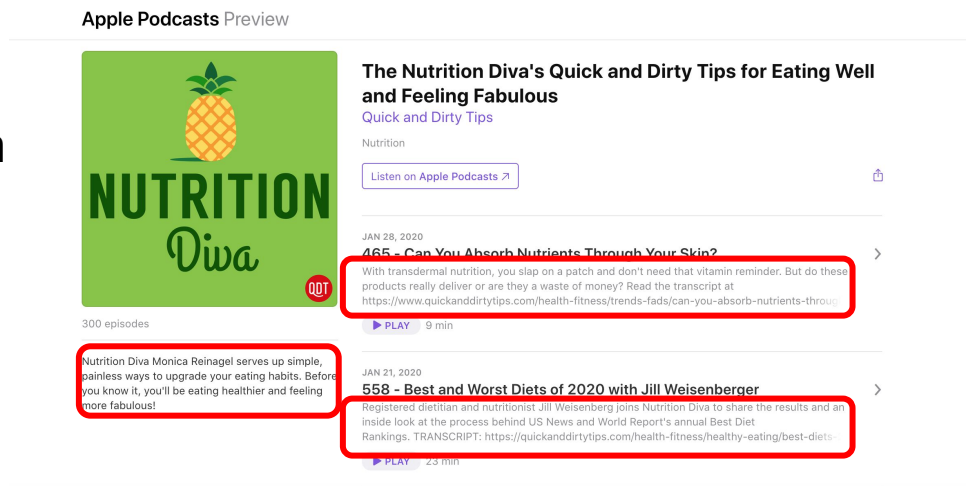 Apple Podcasts Preview
NUTRITION
Diva
QDT
300 episodes
Nutrition Diva Monica Reinagel serves up simple,
painless ways to upgrade your eating habits. Before
you know it, you'll be eating healthier and feeling
more fabulous!
The Nutrition Diva's Quick and Dirty Tips for Eating Well
and Feeling Fabulous
Quick and Dirty Tips
Nutrition
Listen on Apple Podcasts ↗
JAN 28, 2020
465 - Can You Absorb Nutrients Through Your Skin?
With transdermal nutrition, you slap on a patch and don't need that vitamin reminder. But do these
products really deliver or are they a waste of money? Read the transcript at
https://www.quickanddirtytips.com/health-fitness/trends-fads/can-you-absorb-nutrients-throug
PLAY 9 min
JAN 21, 2020
558 - Best and Worst Diets of 2020 with Jill Weisenberger
Registered dietitian and nutritionist Jill Weisenberg joins Nutrition Diva to share the results and an
inside look at the process behind US News and World Report's annual Best Diet
Rankings. TRANSCRIPT: https://quickanddirtytips.com/health-fitness/healthy-eating/best-diets-
PLAY 23 min